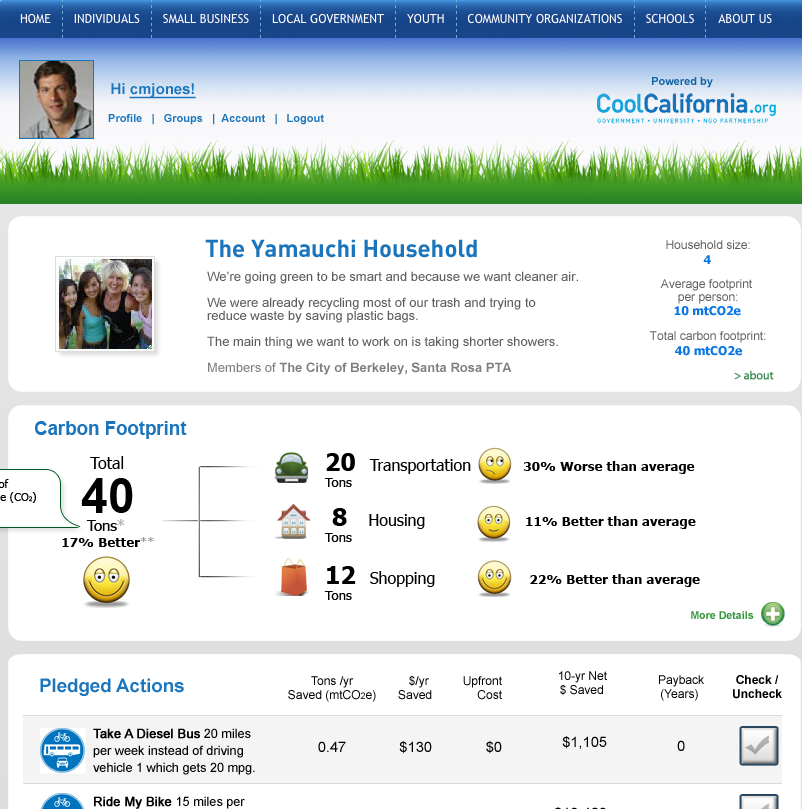 HOME INDIVIDUALS SMALL BUSINESS LOCAL GOVERNMENT YOUTH COMMUNITY ORGANIZATIONS SCHOOLS ABOUT US
Hi cmjones!
Profile | Groups | Account | Logout
Powered by
CoolCalifornia.org
GOVERNMENT • UNIVERSITY • NGO PARTNERSHIP
The Yamauchi Household
We're going green to be smart and because we want cleaner air.
We were already recycling most of our trash and trying to
reduce waste by saving plastic bags.
The main thing we want to work on is taking shorter showers.
Members of The City of Berkeley, Santa Rosa PTA
Household size:
4
Average footprint
per person:
10 mtCO2e
Total carbon footprint:
40 mtCO2e
> about
Carbon Footprint
of
e (CO₂)
Total
40
Tons*
17% Better**
20 Transportation 30% Worse than average
Tons
8 Housing 11% Better than average
Tons
12 Shopping 22% Better than average
Tons
More Details
Pledged Actions
Tons /yr
Saved (mtCO2e)
$/yr
Saved
Upfront
Cost
10-yr Net
$ Saved
Payback
(Years)
Check /
Uncheck
Take A Diesel Bus 20 miles
per week instead of driving
vehicle 1 which gets 20 mpg.
0.47 $130 $0 $1,105 0
Ride My Bike 15 miles per